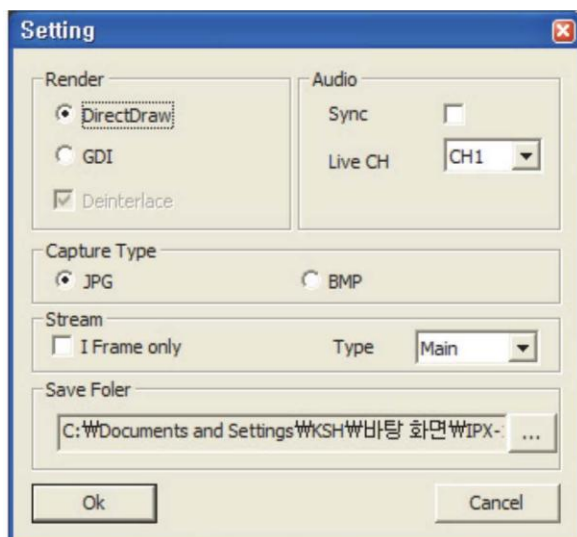 Setting
Render
DirectDraw
GDI
Deinterlace
Audio
Sync
Live CH
CH1
Capture Type
JPG
BMP
Stream
I Frame only
Type
Main
Save Foler
C:₩Documents and Settings₩KSH₩바탕 화면₩IPX-
...
Ok
Cancel